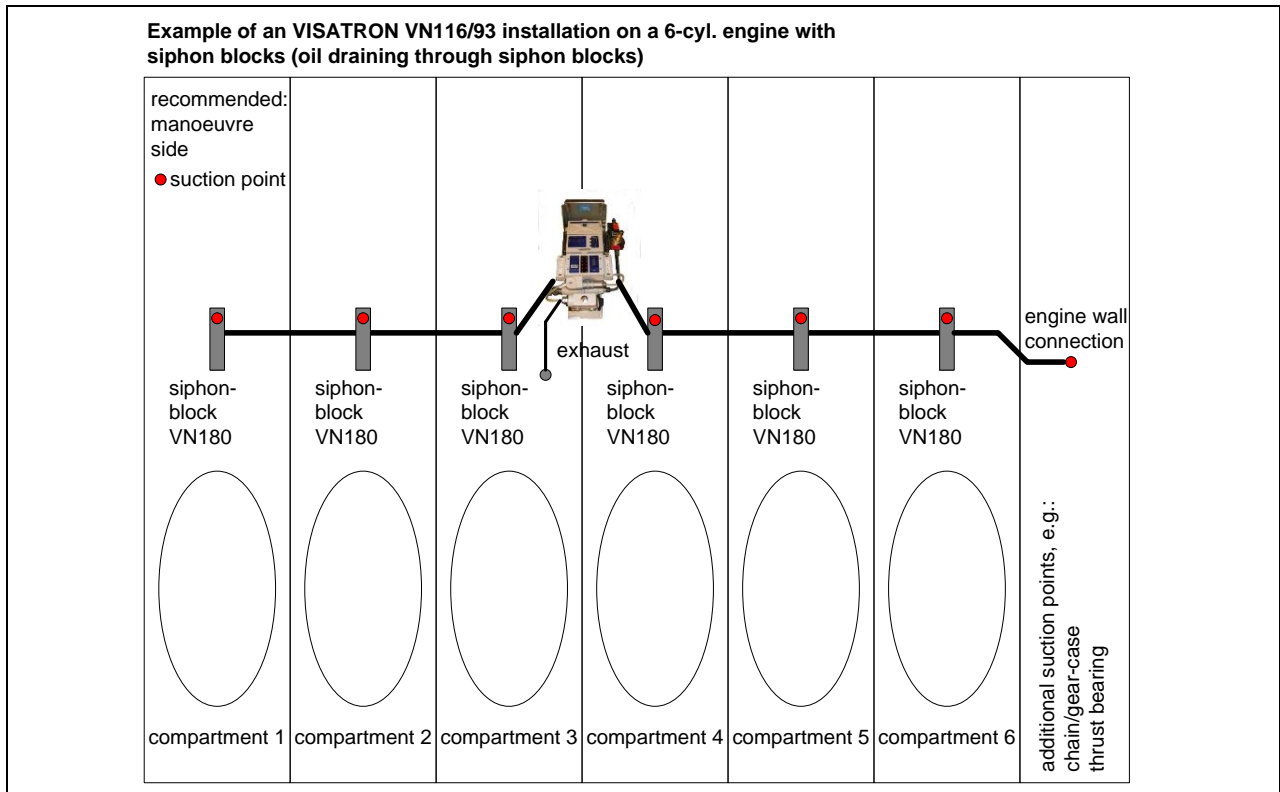 Example of an VISATRON VN116/93 installation on a 6-cyl. engine with
siphon blocks (oil draining through siphon blocks)
recommended:
manoeuvre
side
suction point
exhaust
engine wall
connection
siphon-
block
VN180
siphon-
block
VN180
siphon-
block
VN180
siphon-
block
VN180
siphon-
block
VN180
siphon-
block
VN180
compartment 1
compartment 2
compartment 3
compartment 4
compartment 5
compartment 6
additional suction points, e.g.:
chain/gear-case
thrust bearing